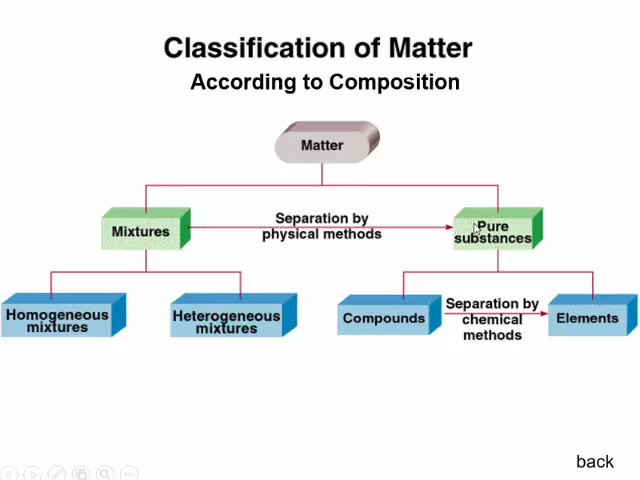 Classification of Matter
According to Composition
Matter
Mixtures
Separation by
physical methods
Pure
substances
Homogeneous
mixtures
Heterogeneous
mixtures
Compounds
Separation by
chemical
methods
Elements
back